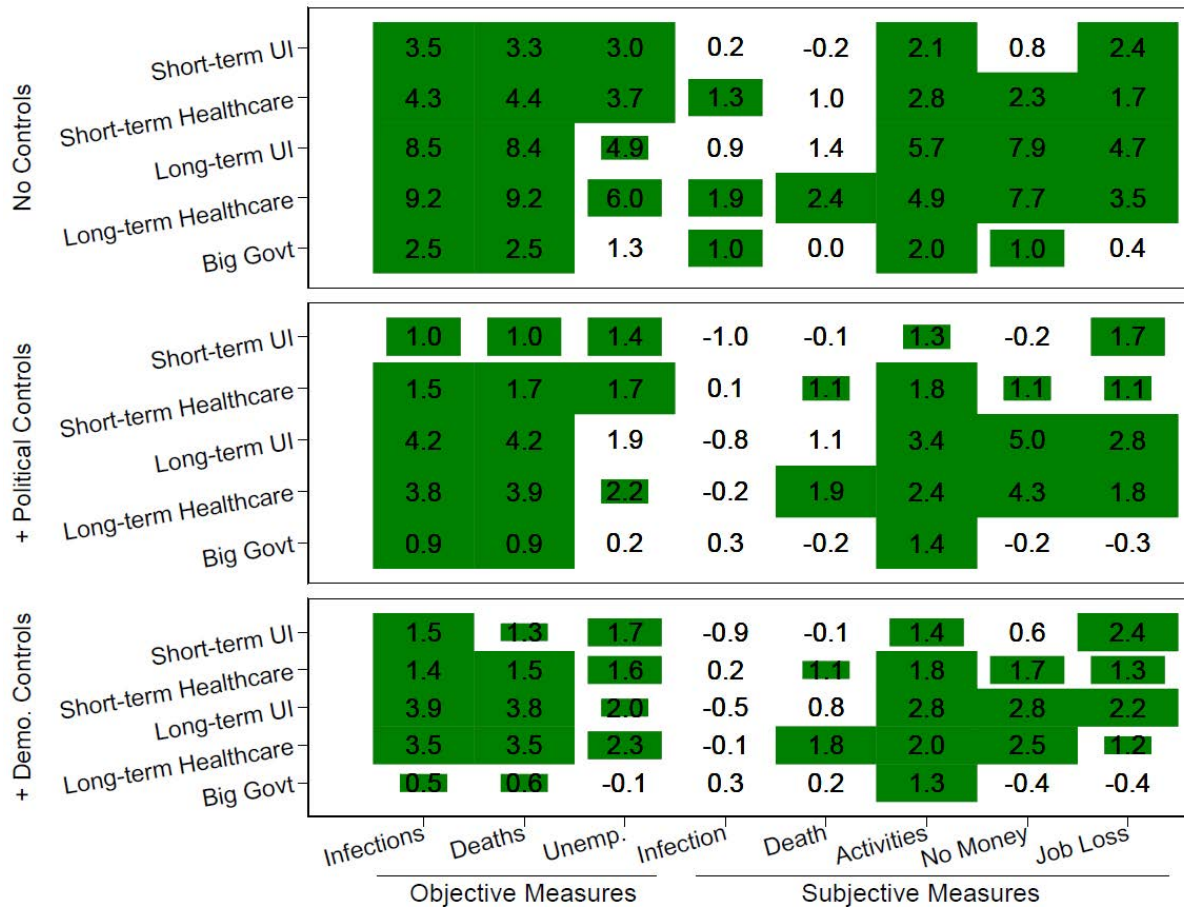 No Controls
Short-term UI 3.5 3.3 3.0 0.2 -0.2 2.1 0.8 2.4
Short-term Healthcare 4.3 4.4 3.7 1.3 1.0 2.8 2.3 1.7
Long-term UI 8.5 8.4 4.9 0.9 1.4 5.7 7.9 4.7
Long-term Healthcare 9.2 9.2 6.0 1.9 2.4 4.9 7.7 3.5
Big Govt 2.5 2.5 1.3 1.0 0.0 2.0 1.0 0.4
+ Political Controls
Short-term UI 1.0 1.0 1.4 -1.0 -0.1 1.3 -0.2 1.7
Short-term Healthcare 1.5 1.7 1.7 0.1 1.1 1.8 1.1 1.1
Long-term UI 4.2 4.2 1.9 -0.8 1.1 3.4 5.0 2.8
Long-term Healthcare 3.8 3.9 2.2 -0.2 1.9 2.4 4.3 1.8
Big Govt 0.9 0.9 0.2 0.3 -0.2 1.4 -0.2 -0.3
+ Demo. Controls
Short-term UI 1.5 1.3 1.7 -0.9 -0.1 1.4 0.6 2.4
Short-term Healthcare 1.4 1.5 1.6 0.2 1.1 1.8 1.7 1.3
Long-term UI 3.9 3.8 2.0 -0.5 0.8 2.8 2.8 2.2
Long-term Healthcare 3.5 3.5 2.3 -0.1 1.8 2.0 2.5 1.2
Big Govt 0.5 0.6 -0.1 0.3 0.2 1.3 -0.4 -0.4
Infections Deaths Unemp. Infection Death Activities No Money Job Loss
Objective Measures Subjective Measures